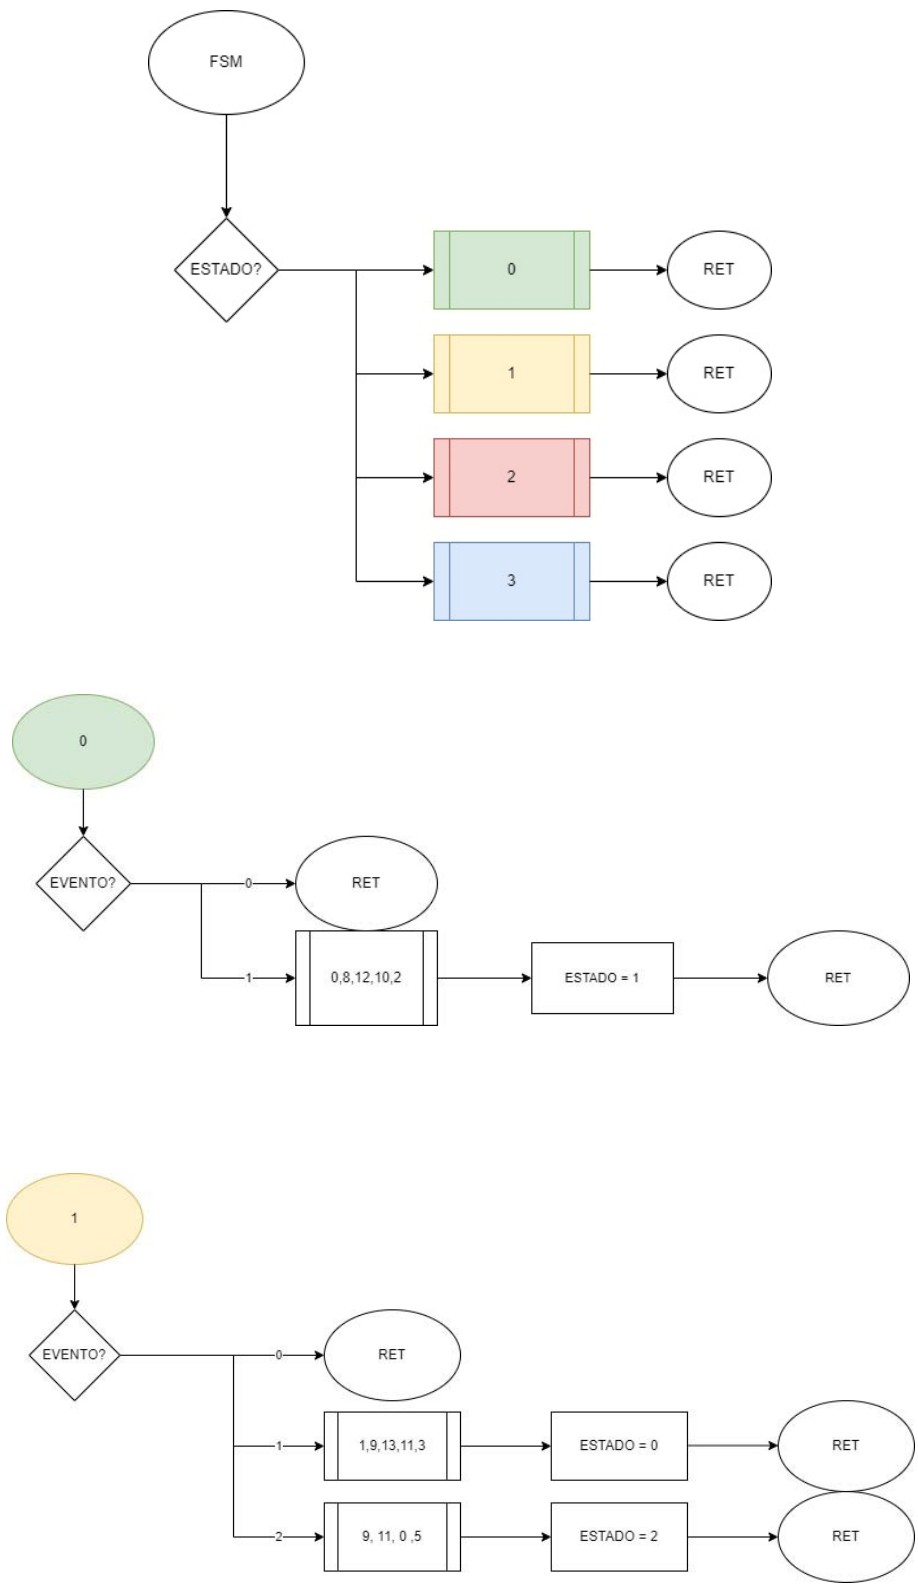 FSM
ESTADO?
0
RET
1
RET
2
RET
3
RET
0
EVENTO?
0
RET
1
0,8,12,10,2
ESTADO = 1
RET
1
EVENTO?
0
RET
1
1,9,13,11,3
ESTADO = 0
RET
2
9, 11, 0 ,5
ESTADO = 2
RET